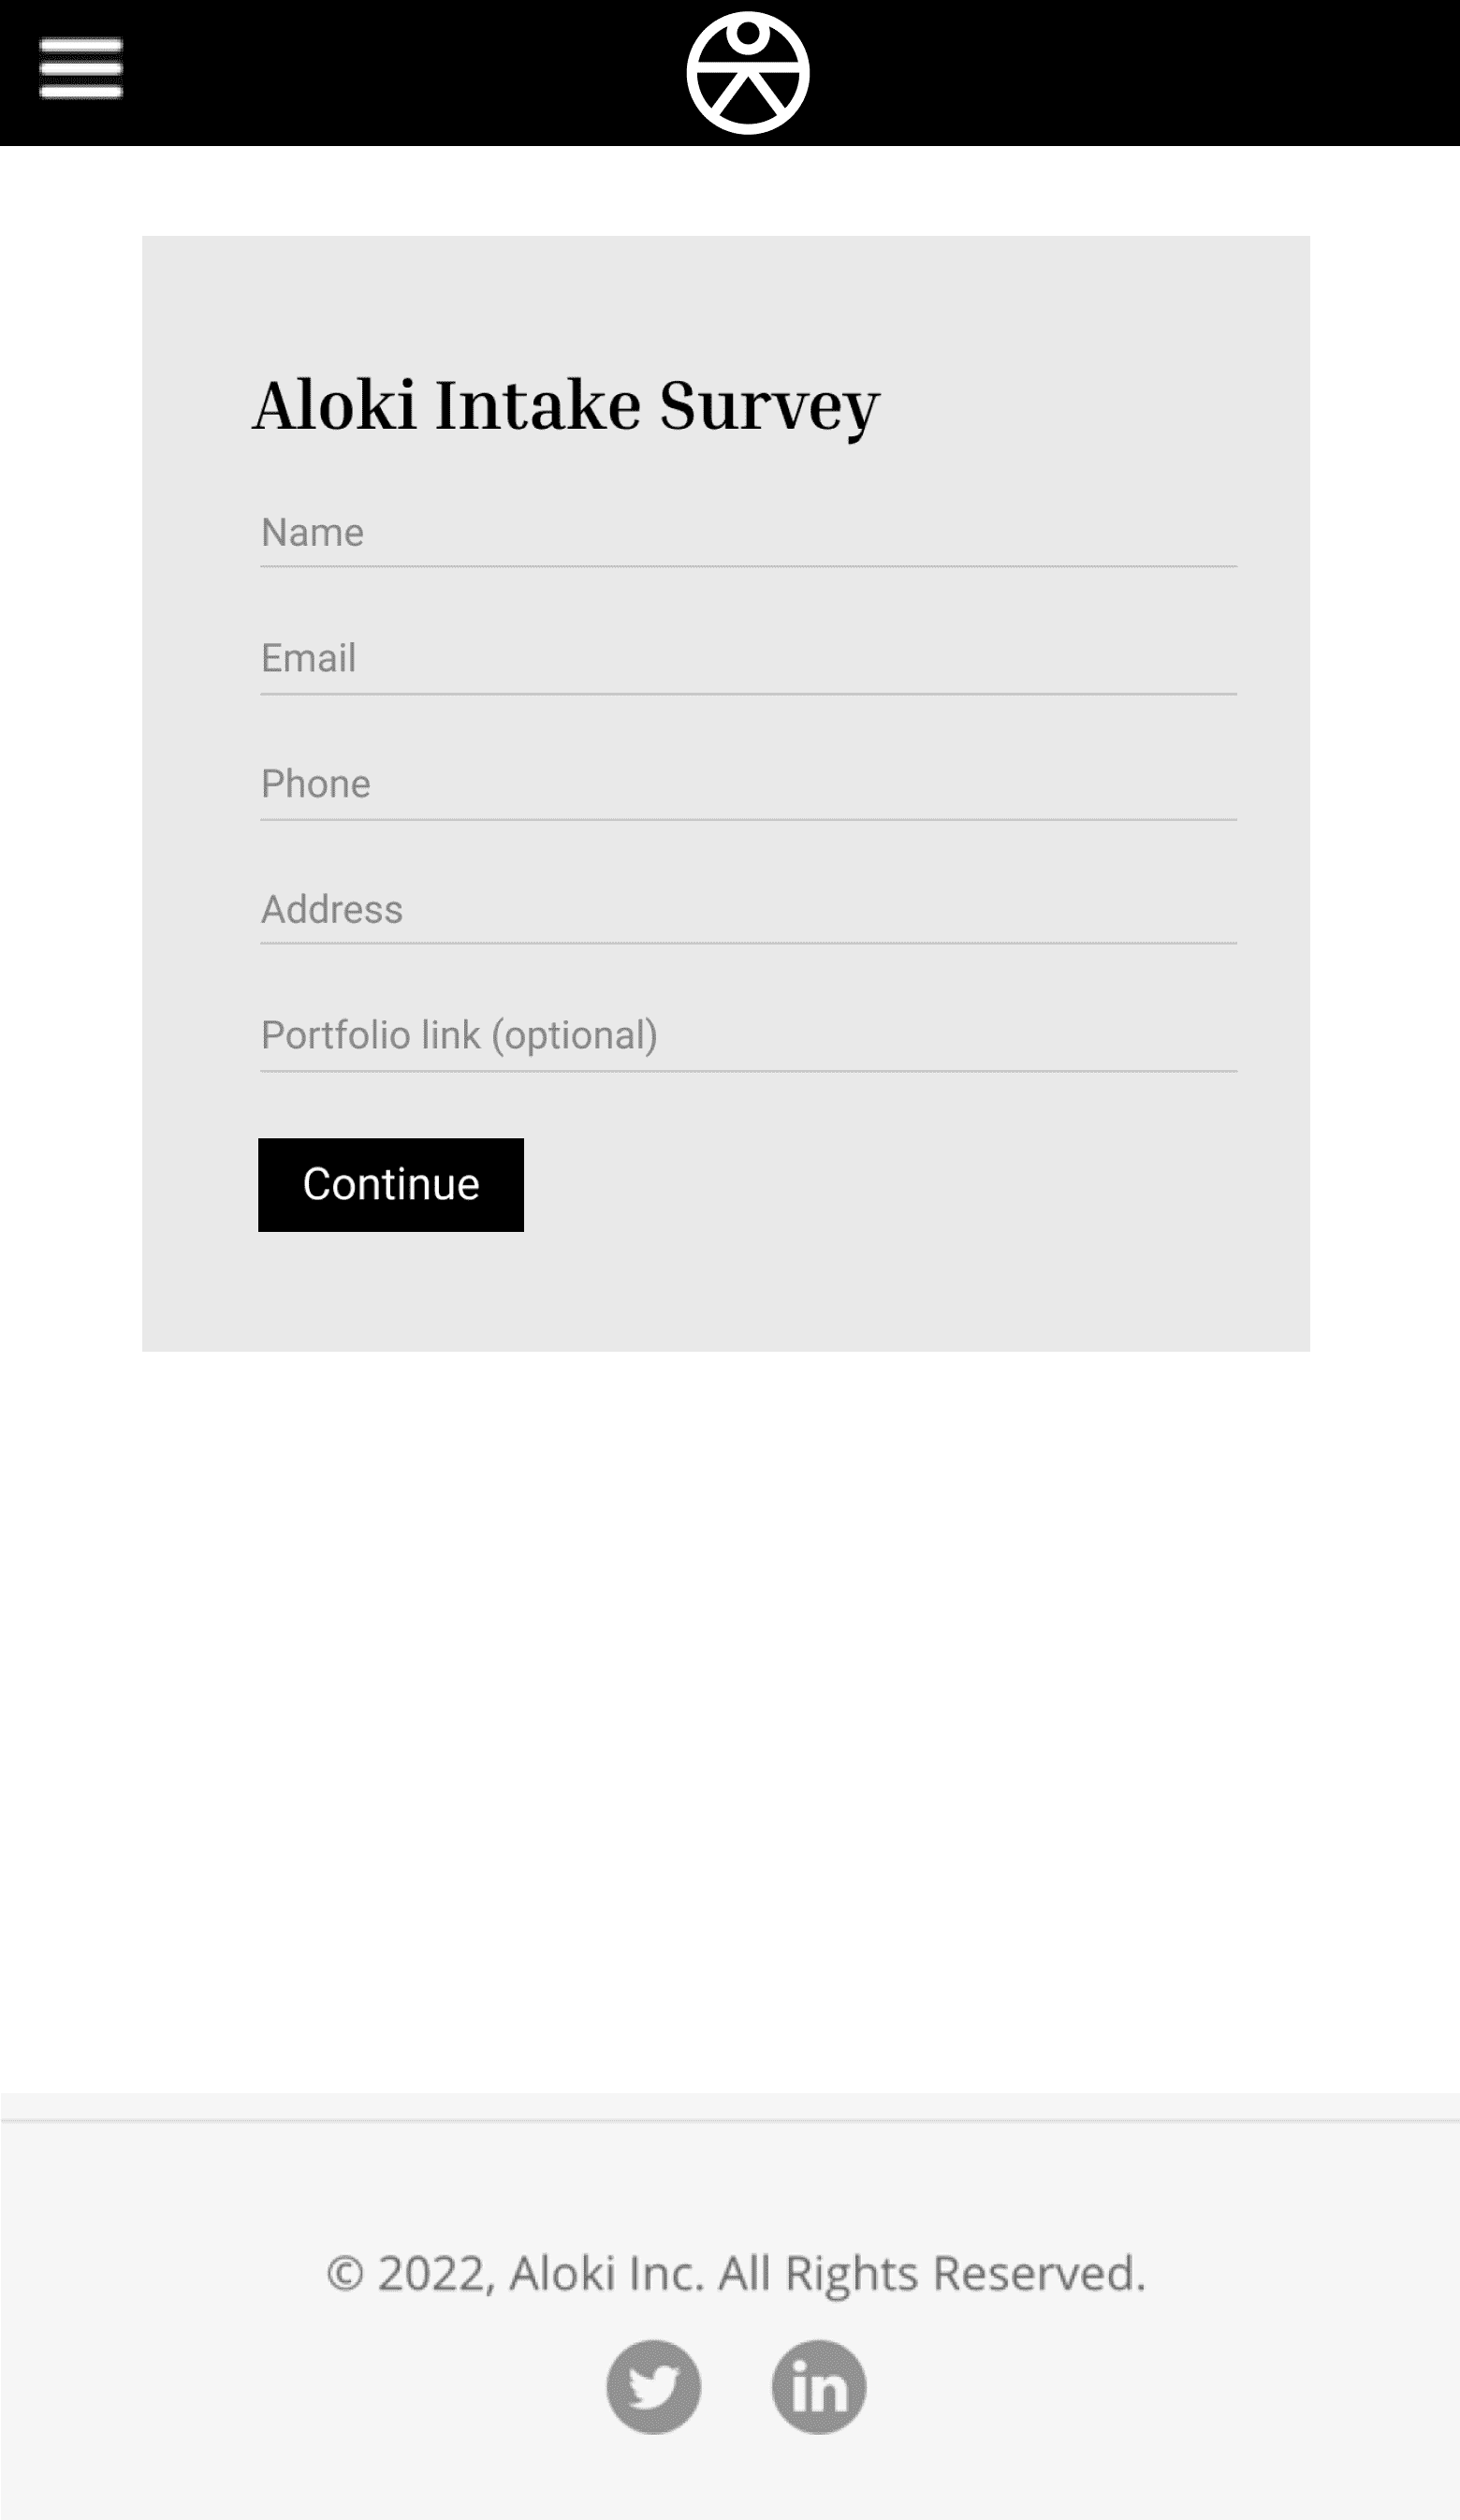 Aloki Intake Survey
Name
Email
Phone
Address
Portfolio link (optional)
Continue
© 2022, Aloki Inc. All Rights Reserved.
in